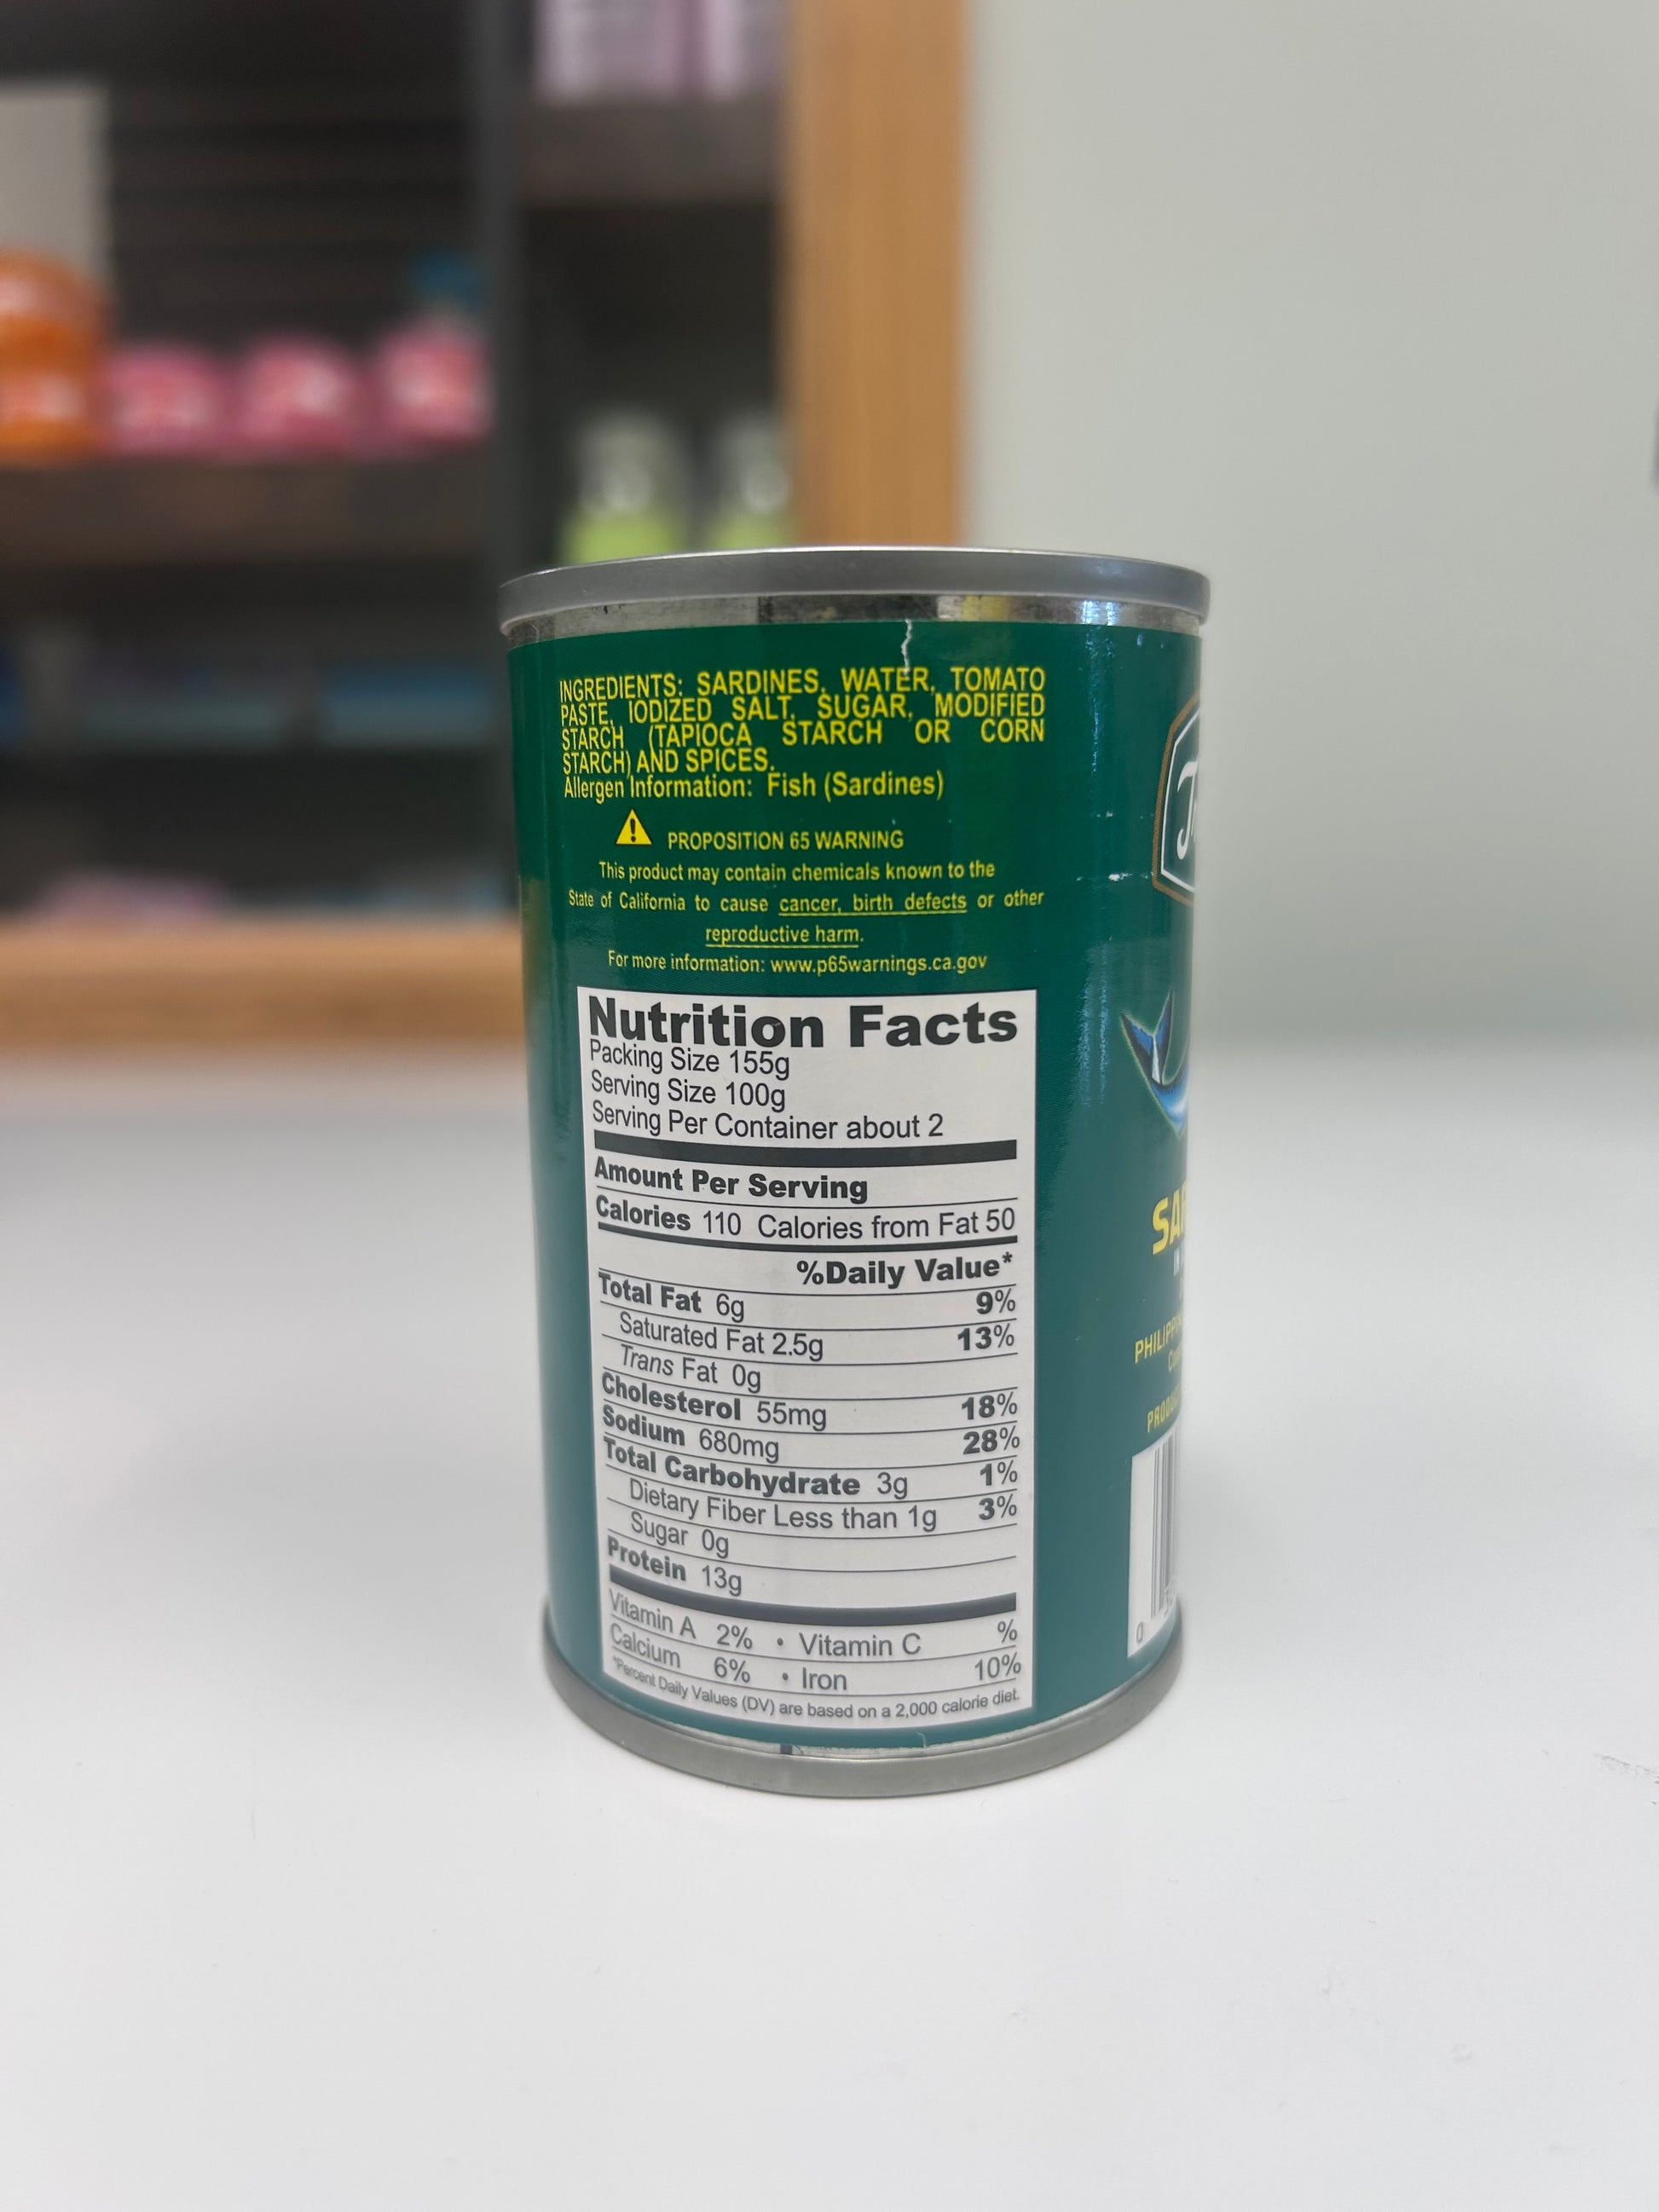 INGREDIENTS: SARDINES, WATER, TOMATO
PASTE, IODIZED SALT, SUGAR, MODIFIED
STARCH (TAPIOCA STARCH OR CORN
STARCH) AND SPICES.
Allergen Information: Fish (Sardines)
PROPOSITION 65 WARNING
This product may contain chemicals known to the
State of California to cause cancer, birth defects or other
reproductive harm.
For more information: www.p65warnings.ca.gov
Nutrition Facts
Packing Size 155g
Serving Size 100g
Serving Per Container about 2
Amount Per Serving
Calories 110 Calories from Fat 50
%Daily Value*
Total Fat 6g 9%
Saturated Fat 2.5g 13%
Trans Fat 0g
Cholesterol 55mg 18%
Sodium 680mg 28%
Total Carbohydrate 3g 1%
Dietary Fiber Less than 1g 3%
Sugar 0g
Protein 13g
Vitamin A 2% • Vitamin C %
Calcium 6% • Iron 10%
*Percent Daily Values (DV) are based on a 2,000 calorie diet.